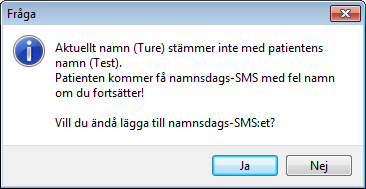 Fråga
Aktuellt namn (Ture) stämmer inte med patientens
namn (Test).
Patienten kommer få namnsdags-SMS med fel namn
om du fortsätter!
Vill du ändå lägga till namnsdags-SMS:et?
Ja
Nej